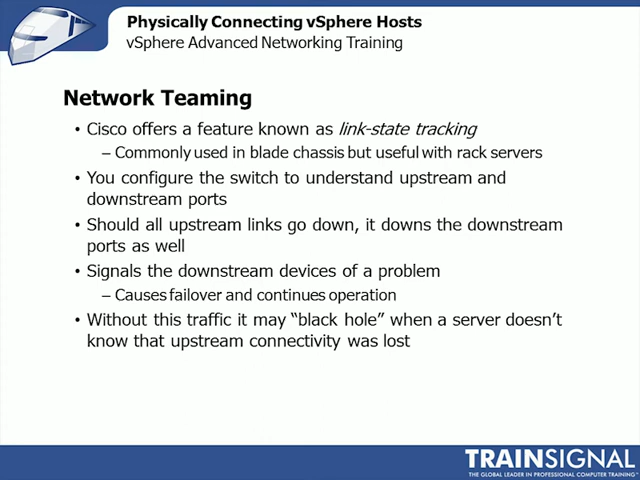 Physically Connecting vSphere Hosts
vSphere Advanced Networking Training
Network Teaming
• Cisco offers a feature known as link-state tracking
– Commonly used in blade chassis but useful with rack servers
• You configure the switch to understand upstream and
downstream ports
• Should all upstream links go down, it downs the downstream
ports as well
• Signals the downstream devices of a problem
– Causes failover and continues operation
• Without this traffic it may “black hole” when a server doesn’t
know that upstream connectivity was lost
TRAINSIGNAL
THE GLOBAL LEADER IN PROFESSIONAL COMPUTER TRAINING